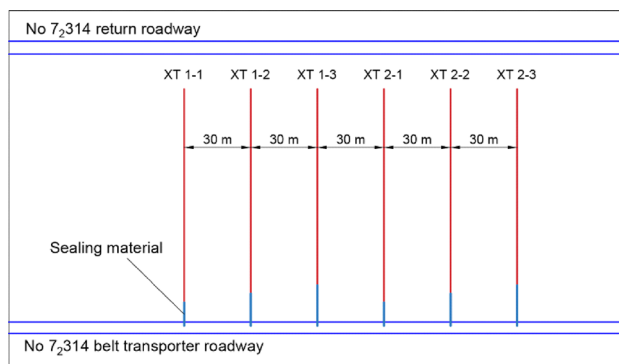 No 7₂314 return roadway
XT 1-1 XT 1-2 XT 1-3 XT 2-1 XT 2-2 XT 2-3
30 m 30 m 30 m 30 m 30 m
Sealing material
No 7₂314 belt transporter roadway